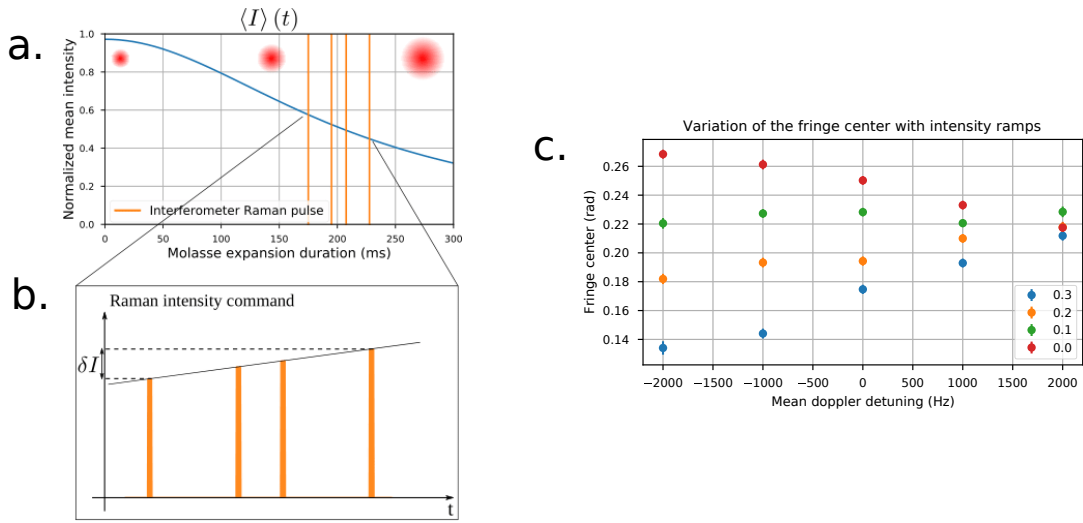 a.
⟨I⟩ (t)
Normalized mean intensity
1.0
0.8
0.6
0.4
0.2
0.0
Interferometer Raman pulse
0 50 100 150 200 250 300
Molasse expansion duration (ms)
b.
Raman intensity command
δI
t
c.
Variation of the fringe center with intensity ramps
Fringe center (rad)
0.26
0.24
0.22
0.20
0.18
0.16
0.14
0.3
0.2
0.1
0.0
−2000 −1500 −1000 −500 0 500 1000 1500 2000
Mean doppler detuning (Hz)